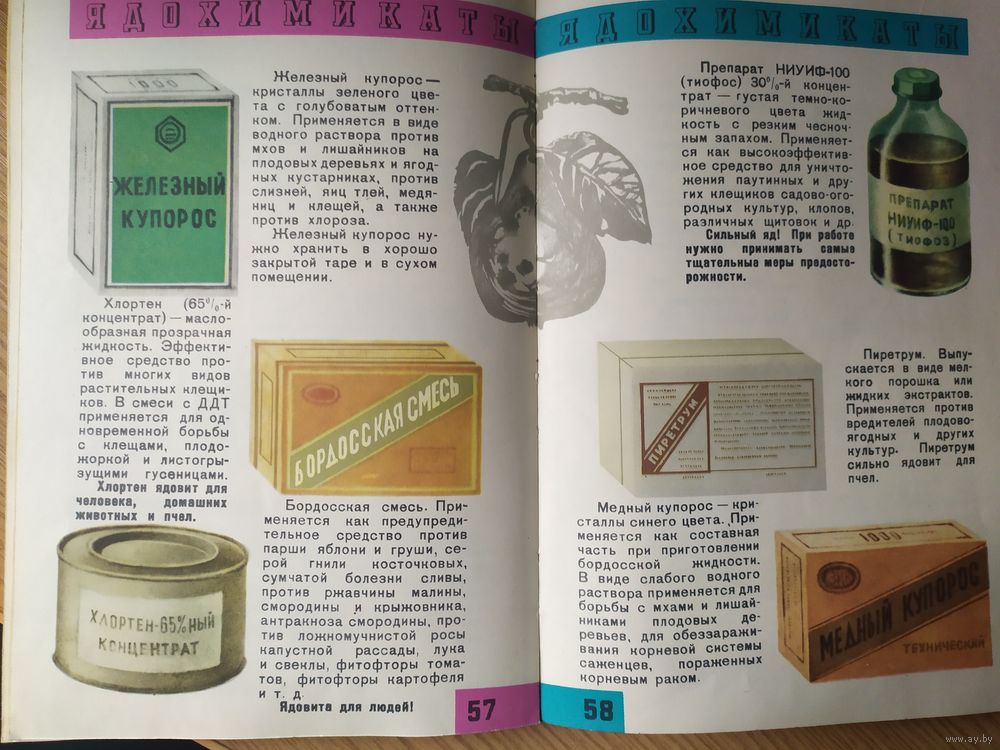 ЯДОХИМИКАТЫ
1000
ЖЕЛЕЗНЫЙ
КУПОРОС
Железный купорос —
кристаллы зеленого цве-
та с голубоватым оттен-
ком. Применяется в виде
водного раствора против
мхов и лишайников на
плодовых деревьях и ягод-
ных кустарниках, против
слизней, яиц тлей, медя-
ниц и клещей, а также
против хлороза.
Железный купорос ну-
жно хранить в хорошо
закрытой таре и в сухом
помещении.
Хлортен (65%-й
концентрат) — масло-
образная прозрачная
жидкость. Эффекти-
вное средство про-
тив многих видов
растительных клещи-
ков. В смеси с ДДТ
применяется для од-
новременной борьбы
с клещами, плодо-
жоркой и листогры-
зущими гусеницами.
Хлортен ядовит для
человека, домашних
животных и пчел.
БОРДОССКАЯ СМЕСЬ
Бордосская смесь. При-
меняется как предупреди-
тельное средство против
парши яблони и груши, се-
рой гнили косточковых,
сумчатой болезни сливы,
против ржавчины малины,
смородины и крыжовника,
антракноза смородины, про-
тив ложномучнистой росы
капустной рассады, лука
и свеклы, фитофторы тома-
тов, фитофторы картофеля
и т. д.
Ядовита для людей!
ХЛОРТЕН-65%НЫЙ
КОНЦЕНТРАТ
57
ЯДОХИМИКАТЫ
Препарат НИУИФ-100
(тиофос) 30%-й концен-
трат — густая темно-ко-
ричневого цвета жид-
кость с резким чесноч-
ным запахом. Применяет-
ся как высокоэффектив-
ное средство для уничто-
жения паутинных и дру-
гих клещиков садово-ого-
родных культур, клопов,
различных щитовок и др.
Сильный яд! При работе
нужно принимать самые
тщательные меры предосто-
рожности.
ПРЕПАРАТ
НИУИФ-100
(ТИОФОЗ)
ПИРЕТРУМ
Пиретрум. Выпу-
скается в виде мел-
кого порошка или
жидких экстрактов.
Применяется против
вредителей плодово-
ягодных и других
культур. Пиретрум
сильно ядовит для
пчел.
Медный купорос — кри-
сталлы синего цвета. При-
меняется как составная
часть при приготовлении
бордосской жидкости.
В виде слабого водного
раствора применяется для
борьбы с мхами и лишай-
никами плодовых де-
ревьев, для обеззаражи-
вания корневой системы
саженцев, пораженных
корневым раком.
1030
МЕДНЫЙ КУПОРОС
ТЕХНИЧЕСКИЙ
58
www.ay.by